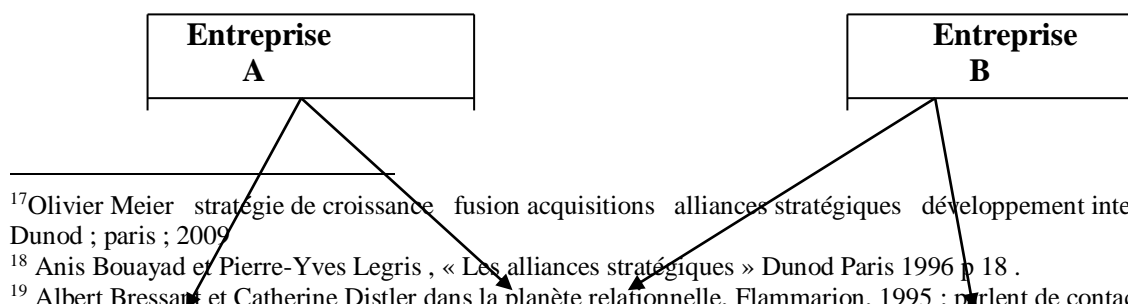 Entreprise
A
Entreprise
B
17Olivier Meier stratégie de croissance fusion acquisitions alliances stratégiques développement inte
Dunod ; paris ; 2009
18 Anis Bouayad et Pierre-Yves Legris , « Les alliances stratégiques » Dunod Paris 1996 p 18 .
19 Albert Bressant et Catherine Distler dans la planète relationnelle. Flammarion. 1995 ; parlent de contac